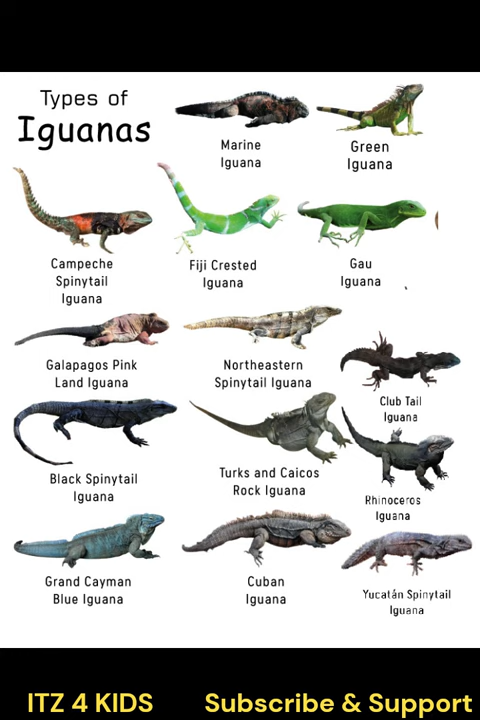 Types of
Iguanas
Marine
Iguana
Green
Iguana
Campeche
Spinytail
Iguana
Fiji Crested
Iguana
Gau
Iguana
Galapagos Pink
Land Iguana
Northeastern
Spinytail Iguana
Club Tail
Iguana
Black Spinytail
Iguana
Turks and Caicos
Rock Iguana
Rhinoceros
Iguana
Grand Cayman
Blue Iguana
Cuban
Iguana
Yucatán Spinytail
Iguana
ITZ 4 KIDS
Subscribe & Support